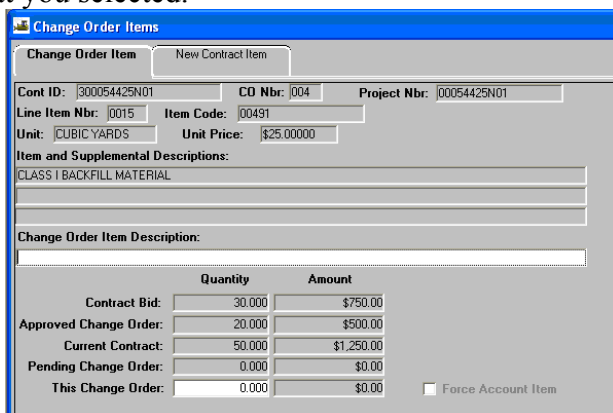 t you selected.
Change Order Items
Change Order Item New Contract Item
Cont ID: 300054425N01 CO Nbr: 004 Project Nbr: 00054425N01
Line Item Nbr: 0015 Item Code: 00491
Unit: CUBIC YARDS Unit Price: $25.00000
Item and Supplemental Descriptions:
CLASS I BACKFILL MATERIAL
Change Order Item Description:
Quantity Amount
Contract Bid: 30.000 $750.00
Approved Change Order: 20.000 $500.00
Current Contract: 50.000 $1,250.00
Pending Change Order: 0.000 $0.00
This Change Order: 0.000 $0.00 Force Account Item